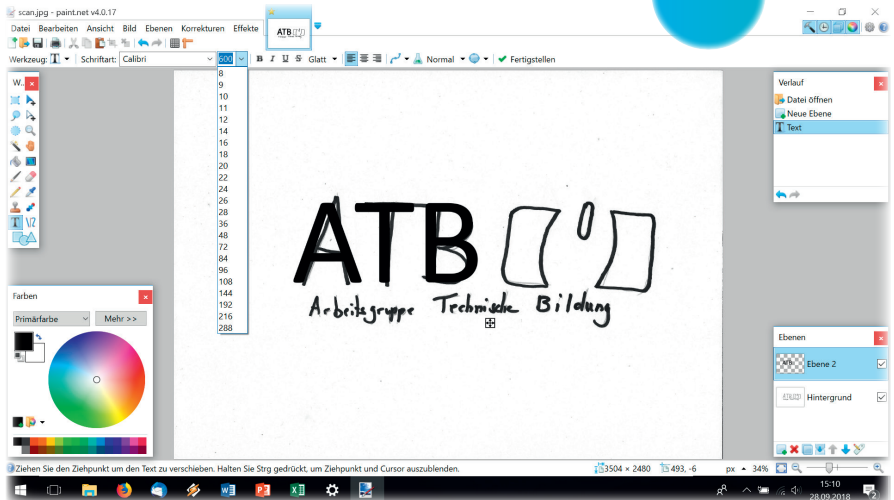 scan.jpg - paint.net v4.0.17
Datei Bearbeiten Ansicht Bild Ebenen Korrekturen Effekte
ATB
Werkzeug: T Schriftart: Calibri 600 B I U S Glatt Normal Fertigstellen
W...
8
9
10
11
12
14
16
18
20
22
24
26
28
36
48
72
84
96
108
144
192
216
288
ATB
Arbeitsgruppe Technische Bildung
Verlauf
Datei öffnen
Neue Ebene
Text
Farben
Primärfarbe Mehr >>
Ebenen
Ebene 2
Hintergrund
Ziehen Sie den Ziehpunkt um den Text zu verschieben. Halten Sie Strg gedrückt, um Ziehpunkt und Cursor auszublenden.
3504 × 2480 493, -6 px 34%
15:10
28.09.2018